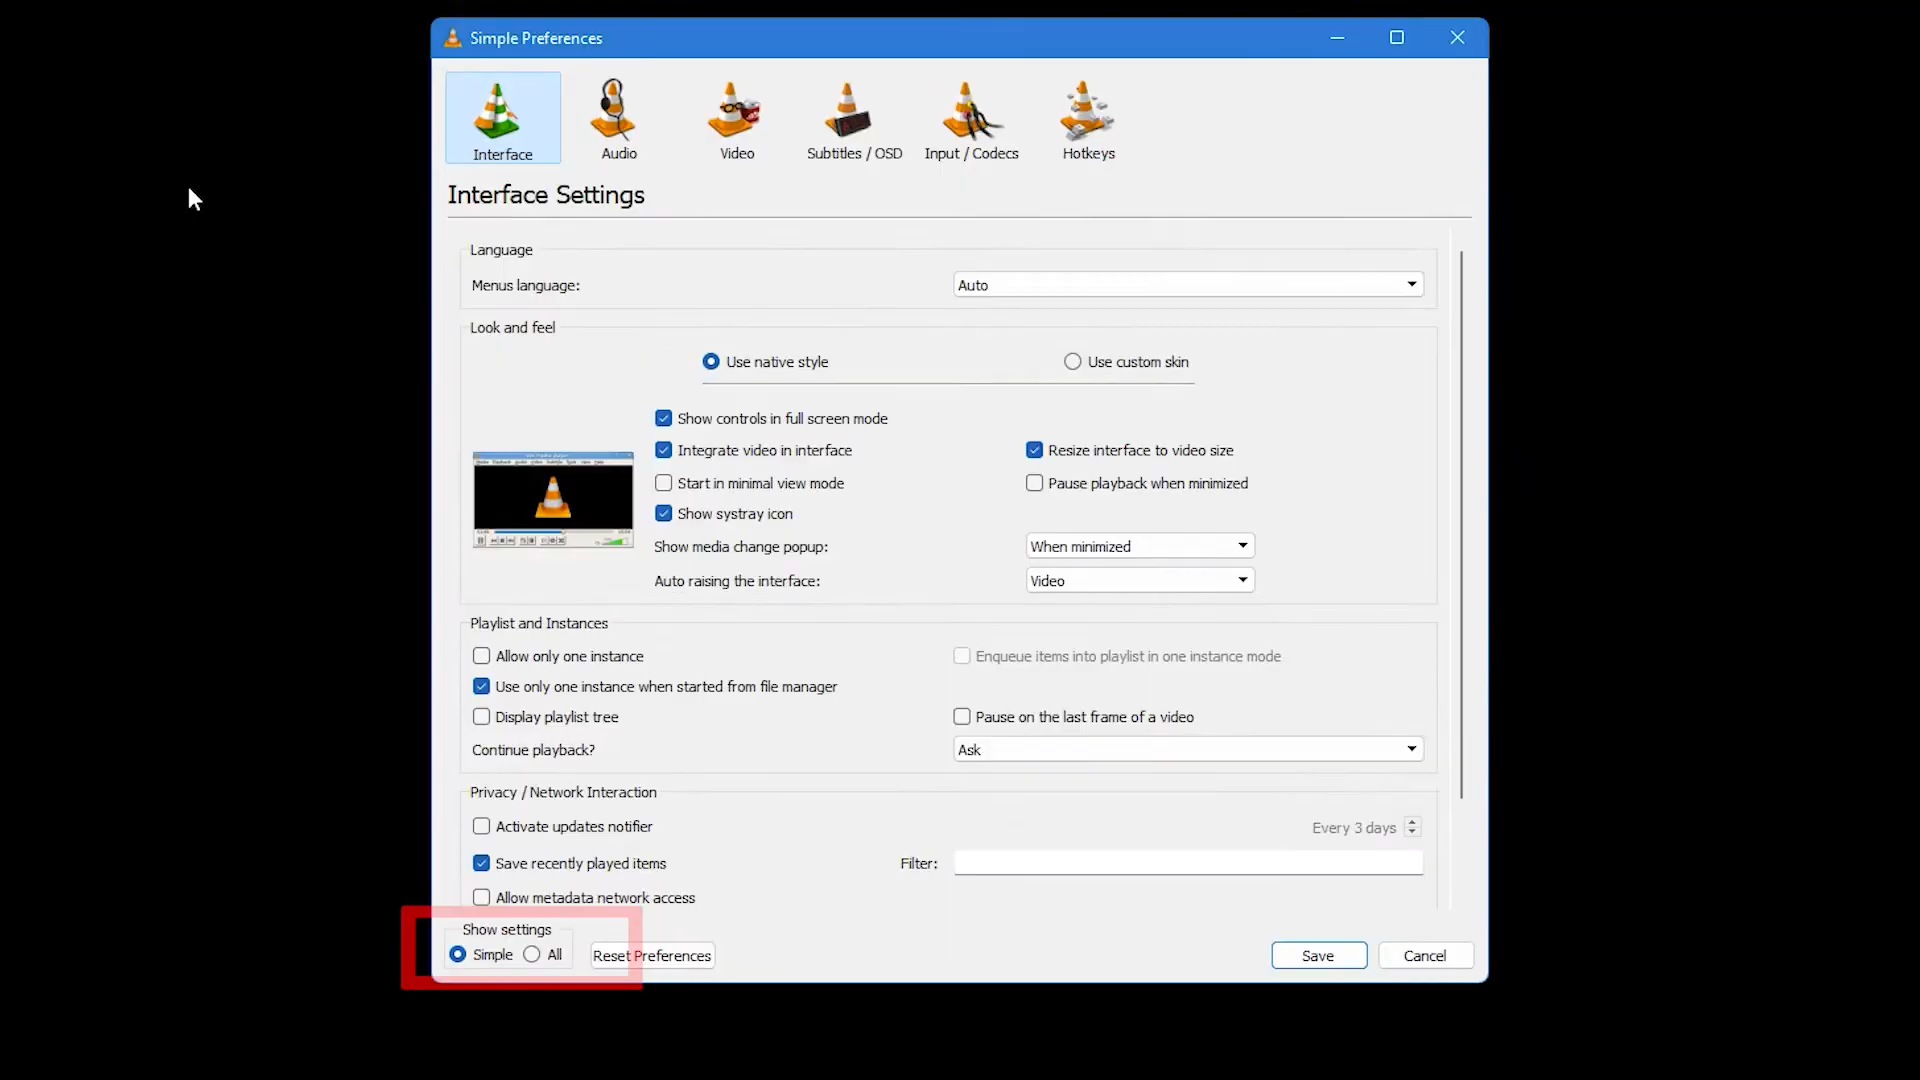 Simple Preferences
Interface
Audio
Video
Subtitles / OSD
Input / Codecs
Hotkeys
Interface Settings
Language
Menus language:
Auto
Look and feel
Use native style
Use custom skin
Show controls in full screen mode
Integrate video in interface
Resize interface to video size
Start in minimal view mode
Pause playback when minimized
Show systray icon
Show media change popup:
When minimized
Auto raising the interface:
Video
Playlist and Instances
Allow only one instance
Enqueue items into playlist in one instance mode
Use only one instance when started from file manager
Display playlist tree
Pause on the last frame of a video
Continue playback?
Ask
Privacy / Network Interaction
Activate updates notifier
Every 3 days
Save recently played items
Filter:
Allow metadata network access
Show settings
Simple
All
Reset Preferences
Save
Cancel